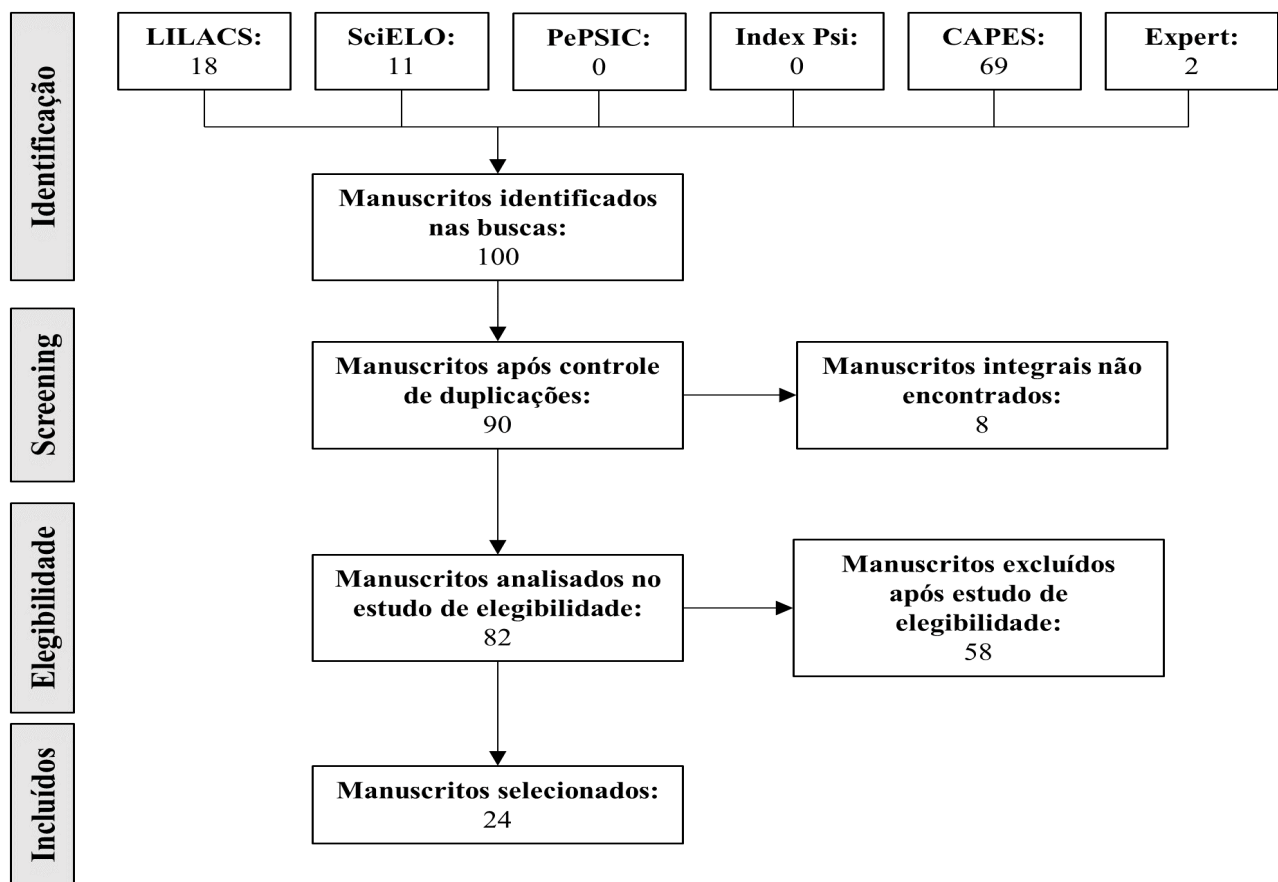 Identificação
LILACS:
18
SciELO:
11
PePSIC:
0
Index Psi:
0
CAPES:
69
Expert:
2
Manuscritos identificados
nas buscas:
100
Screening
Manuscritos após controle
de duplicações:
90
Manuscritos integrais não
encontrados:
8
Elegibilidade
Manuscritos analisados no
estudo de elegibilidade:
82
Manuscritos excluídos
após estudo de
elegibilidade:
58
Incluídos
Manuscritos selecionados:
24